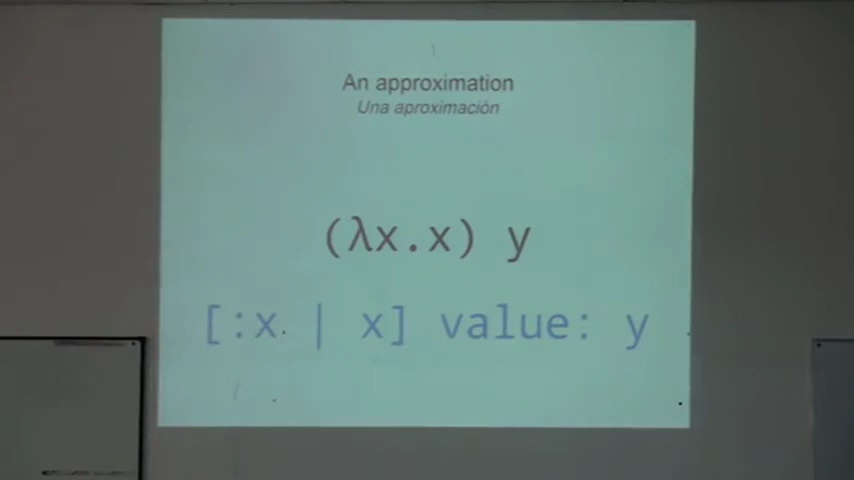 An approximation
Una aproximación
(λx.x) y
[:x | x] value: y